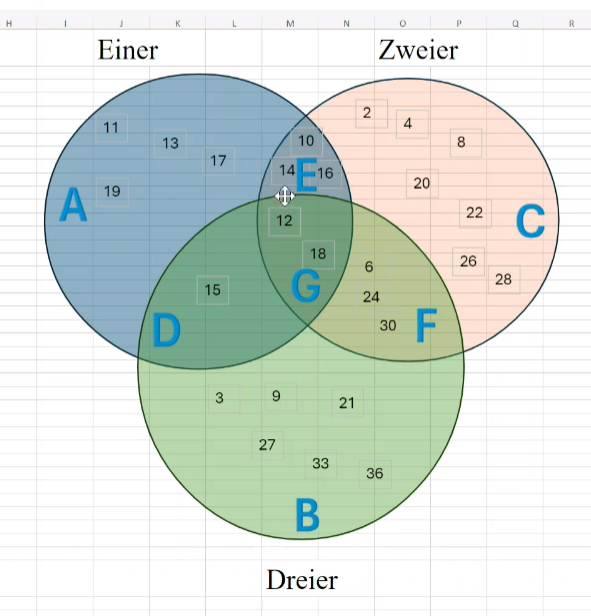 H I J K L M N O P Q R
Einer Zweier
2
11 4
13 10 8
17 14 E 16
19 20
A 12 22 C
18 26
6 28
15 G 24
D 30 F
3 9 21
27
33 36
B
Dreier